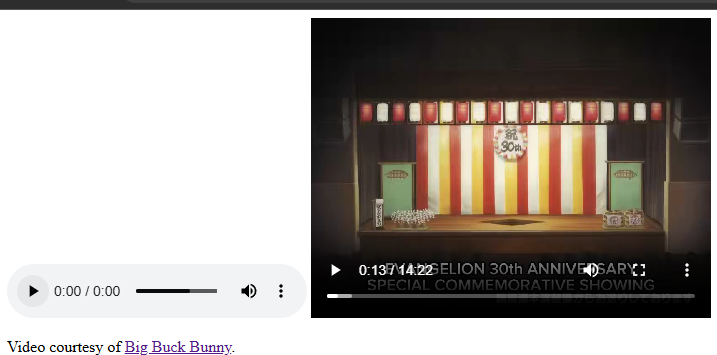 祝
30th
0:13 / 14:22
EVANGELION 30th ANNIVERSARY
SPECIAL COMMEMORATIVE SHOWING
0:00 / 0:00
Video courtesy of Big Buck Bunny.